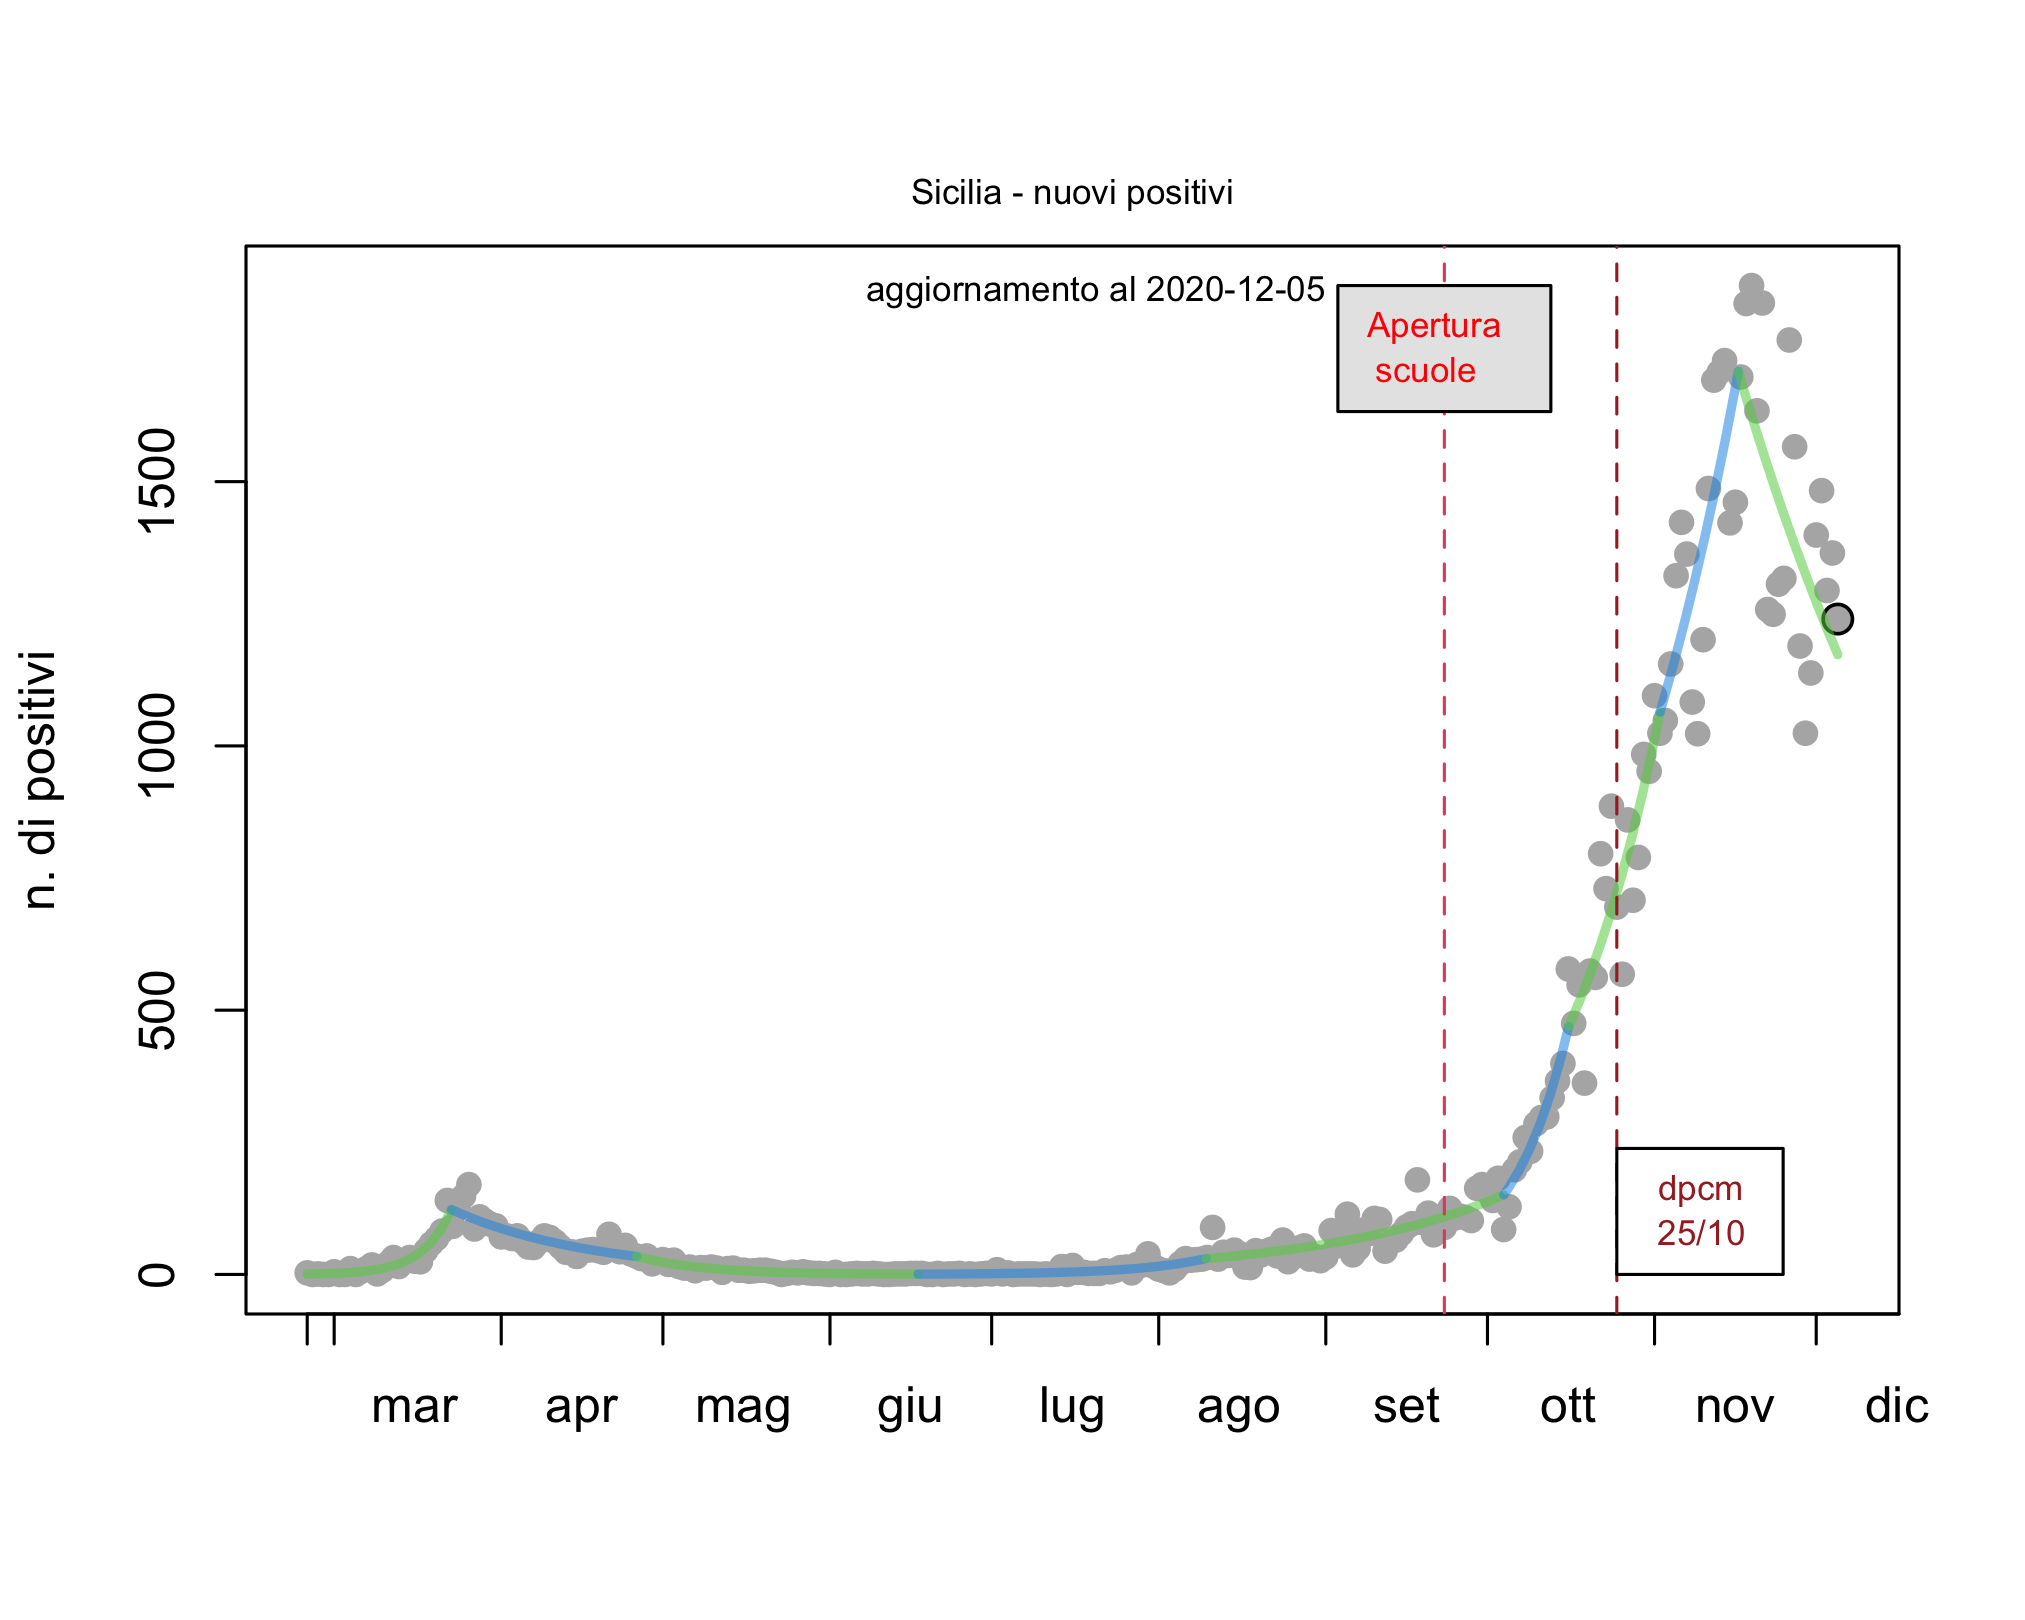 Sicilia - nuovi positivi
aggiornamento al 2020-12-05
Apertura
scuole
n. di positivi
1500
1000
500
0
dpcm
25/10
mar apr mag giu lug ago set ott nov dic